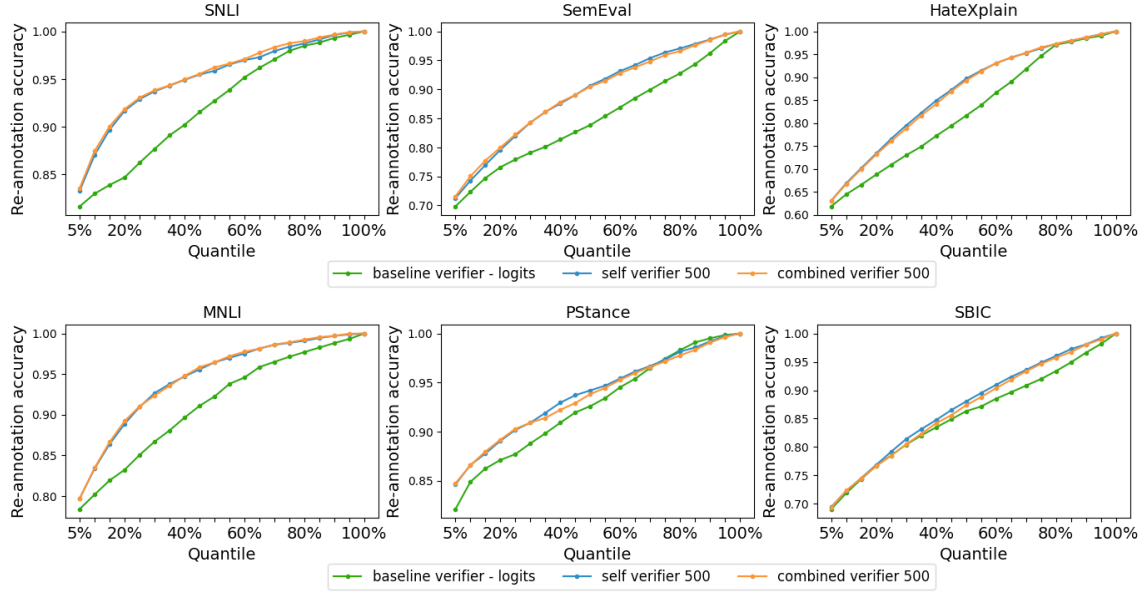 SNLI
SemEval
HateXplain
Re-annotation accuracy
1.00
0.95
0.90
0.85
5% 20% 40% 60% 80% 100%
Quantile
Re-annotation accuracy
1.00
0.95
0.90
0.85
0.80
0.75
0.70
5% 20% 40% 60% 80% 100%
Quantile
Re-annotation accuracy
1.00
0.95
0.90
0.85
0.80
0.75
0.70
0.65
0.60
5% 20% 40% 60% 80% 100%
Quantile
baseline verifier - logits self verifier 500 combined verifier 500
MNLI
PStance
SBIC
Re-annotation accuracy
1.00
0.95
0.90
0.85
0.80
5% 20% 40% 60% 80% 100%
Quantile
Re-annotation accuracy
1.00
0.95
0.90
0.85
5% 20% 40% 60% 80% 100%
Quantile
Re-annotation accuracy
1.00
0.95
0.90
0.85
0.80
0.75
0.70
5% 20% 40% 60% 80% 100%
Quantile
baseline verifier - logits self verifier 500 combined verifier 500